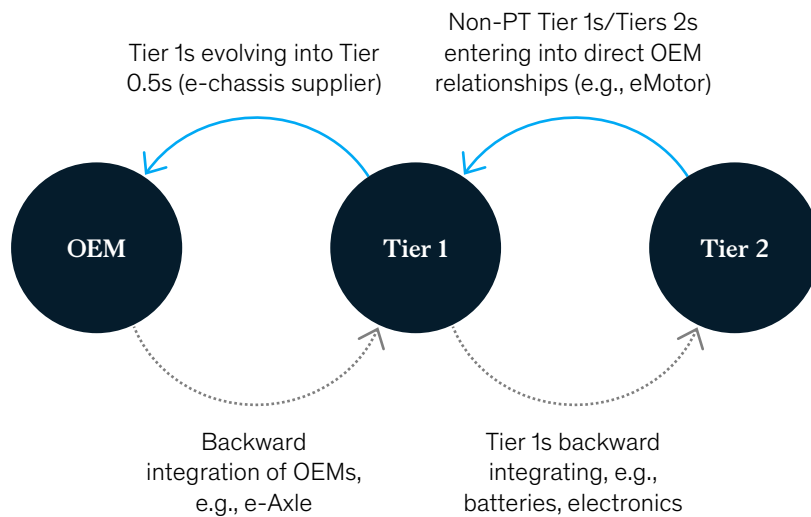 Tier 1s evolving into Tier
0.5s (e-chassis supplier)
Non-PT Tier 1s/Tiers 2s
entering into direct OEM
relationships (e.g., eMotor)
OEM
Tier 1
Tier 2
Backward
integration of OEMs,
e.g., e-Axle
Tier 1s backward
integrating, e.g.,
batteries, electronics